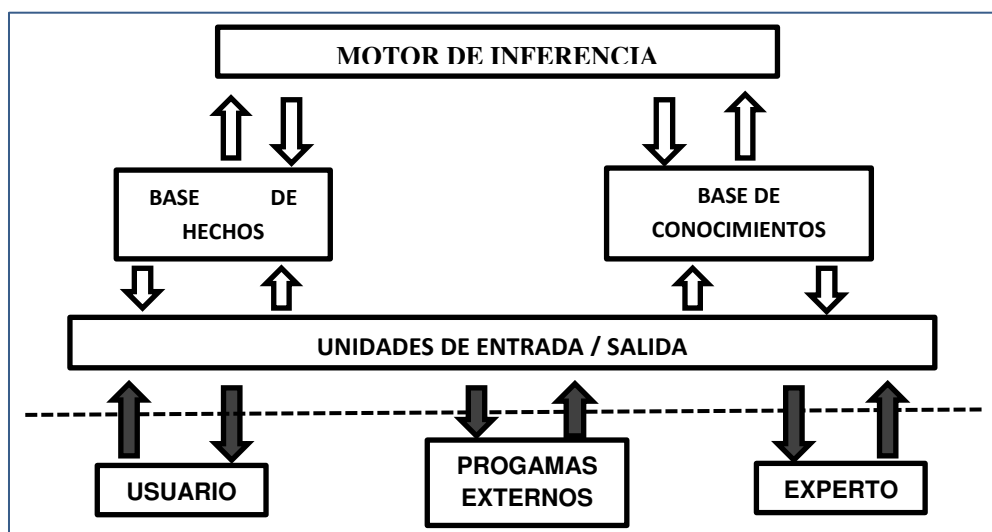 MOTOR DE INFERENCIA
BASE DE
HECHOS
BASE DE
CONOCIMIENTOS
UNIDADES DE ENTRADA / SALIDA
USUARIO
PROGAMAS
EXTERNOS
EXPERTO